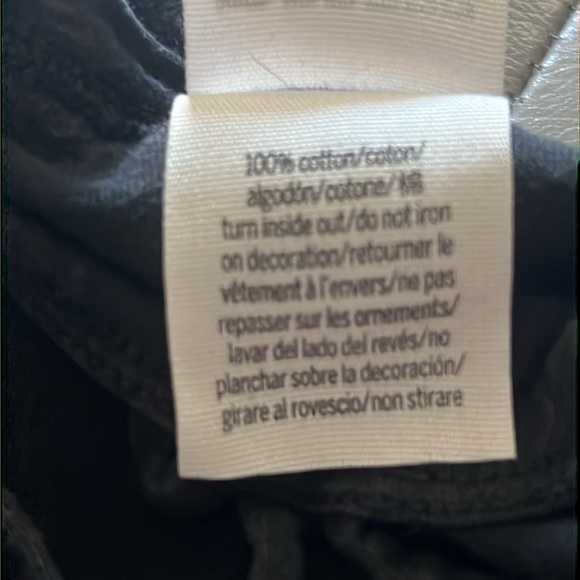 100% cotton/coton/
algodón/cotone/棉
turn inside out/do not iron
on decoration/retourner le
vêtement à l'envers/ne pas
repasser sur les ornements/
lavar del lado del revés/no
planchar sobre la decoración/
girare al rovescio/non stirare